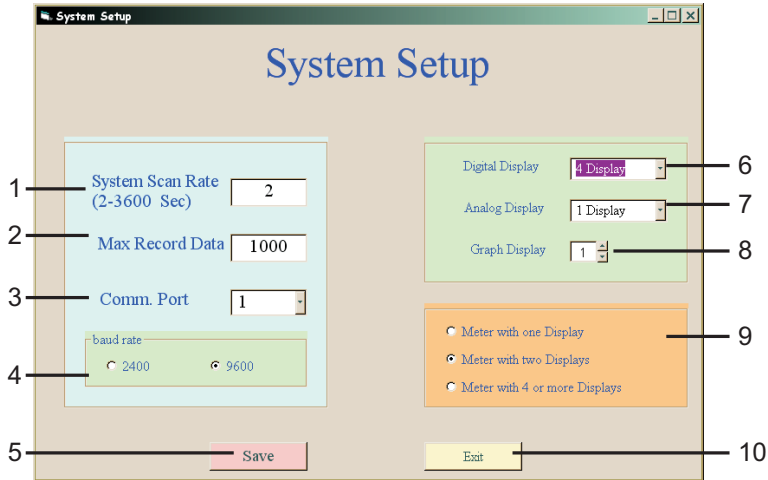 System Setup
System Setup
1
System Scan Rate
(2-3600 Sec)
2
2
Max Record Data
1000
3
Comm. Port
1
baud rate
4
2400
9600
5
Save
Digital Display
4 Display
6
Analog Display
1 Display
7
Graph Display
1
8
Meter with one Display
9
Meter with two Displays
Meter with 4 or more Displays
Exit
10